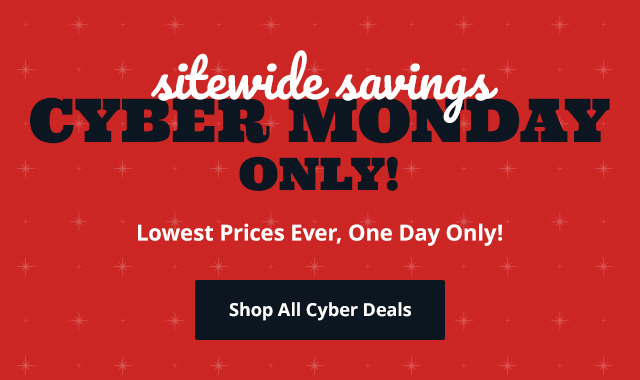 sitewide savings
CYBER MONDAY
ONLY!
Lowest Prices Ever, One Day Only!
Shop All Cyber Deals